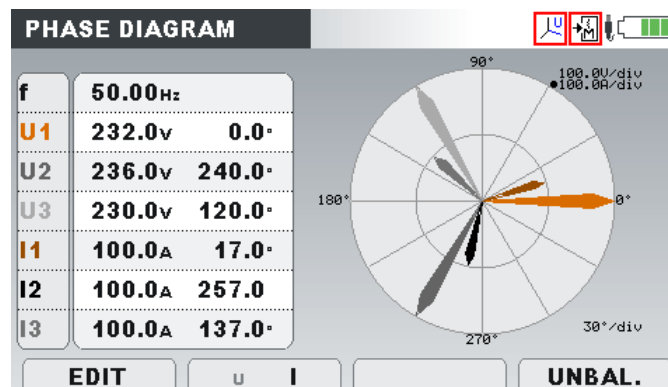 PHASE DIAGRAM
U
M
f 50.00Hz
U1 232.0V 0.0°
U2 236.0V 240.0°
U3 230.0V 120.0°
I1 100.0A 17.0°
I2 100.0A 257.0
I3 100.0A 137.0°
90°
100.0U/div
100.0A/div
180°
0°
270°
30°/div
EDIT
U I
UNBAL.